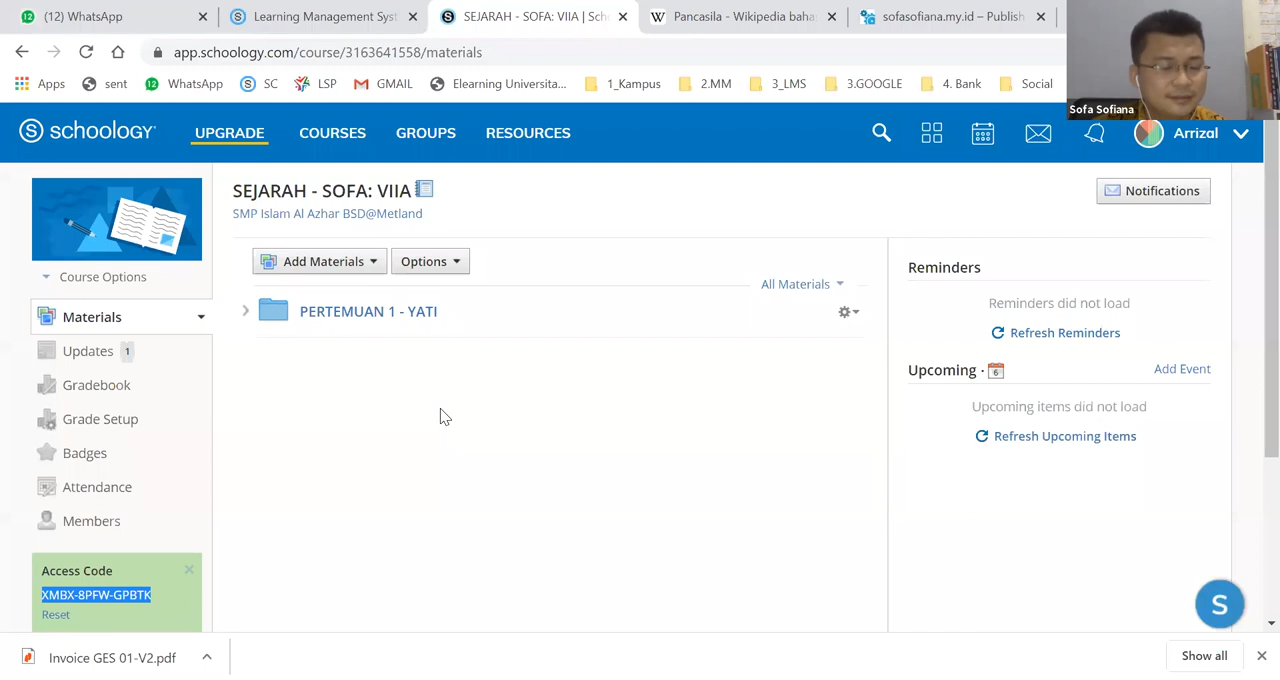 12 (12) WhatsApp
Learning Management Syst
SEJARAH - SOFA: VIIA | Scho
Pancasila - Wikipedia baha
sofasofiana.my.id – Publish
app.schoology.com/course/3163641558/materials
Apps
sent
12 WhatsApp
SC
LSP
GMAIL
Elearning Universita...
1_Kampus
2.MM
3_LMS
3.GOOGLE
4. Bank
Social
Sofa Sofiana
S schoology
UPGRADE
COURSES
GROUPS
RESOURCES
Arrizal
SEJARAH - SOFA: VIIA
SMP Islam Al Azhar BSD@Metland
Notifications
Course Options
Materials
Updates 1
Gradebook
Grade Setup
Badges
Attendance
Members
Access Code
XMBX-8PFW-GPBTK
Reset
Add Materials
Options
All Materials
PERTEMUAN 1 - YATI
Reminders
Reminders did not load
Refresh Reminders
Upcoming · 6
Add Event
Upcoming items did not load
Refresh Upcoming Items
S
Invoice GES 01-V2.pdf
Show all